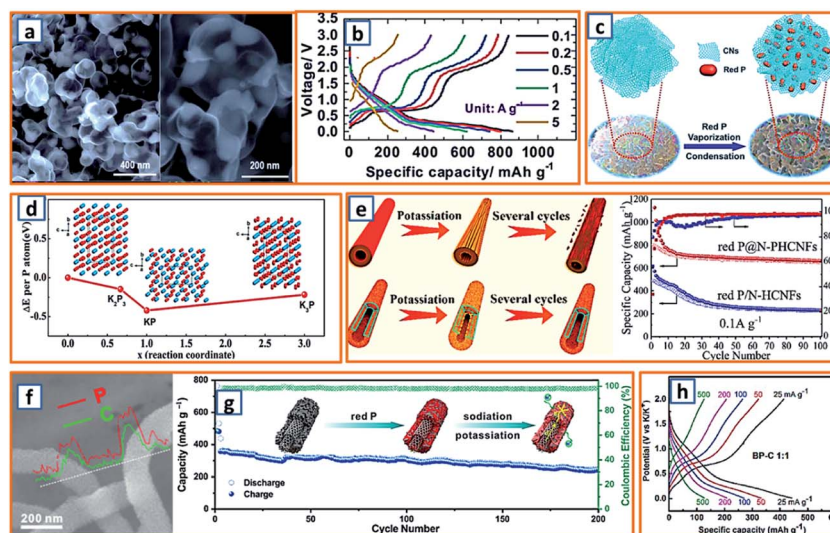 a
400 nm
200 nm
b
Voltage/ V
3.0
2.5
2.0
1.5
1.0
0.5
0.0
0.1
0.2
0.5
1
2
5
Unit: A g⁻¹
0 200 400 600 800 1000
Specific capacity/ mAh g⁻¹
c
CNs
Red P
Red P
Vaporization
Condensation
d
ΔE per P atom(eV)
0.5
0.0
-0.5
K₂P₃
KP
K₃P
0.0 0.5 1.0 1.5 2.0 2.5 3.0
x (reaction coordinate)
e
Potassiation
Several cycles
Potassiation
Several cycles
Specific Capacity (mAh g⁻¹)
1200
1000
800
600
400
200
0
red P@N-PHCNFs
red P/N-HCNFs
0.1A g⁻¹
0 10 20 30 40 50 60 70 80 90 100
Cycle Number
f
P
C
200 nm
g
Capacity (mAh g⁻¹)
800
600
400
200
0
red P
sodiation
potassiation
Discharge
Charge
Coulombic Efficiency (%)
100
80
60
40
20
0
0 50 100 150 200
Cycle Number
h
Potential (V vs K/K⁺)
2.0
1.5
1.0
0.5
0.0
500 200 100 50 25 mA g⁻¹
BP-C 1:1
500 200 100 50 25 mA g⁻¹
0 100 200 300 400 500
Specific capacity (mAh g⁻¹)